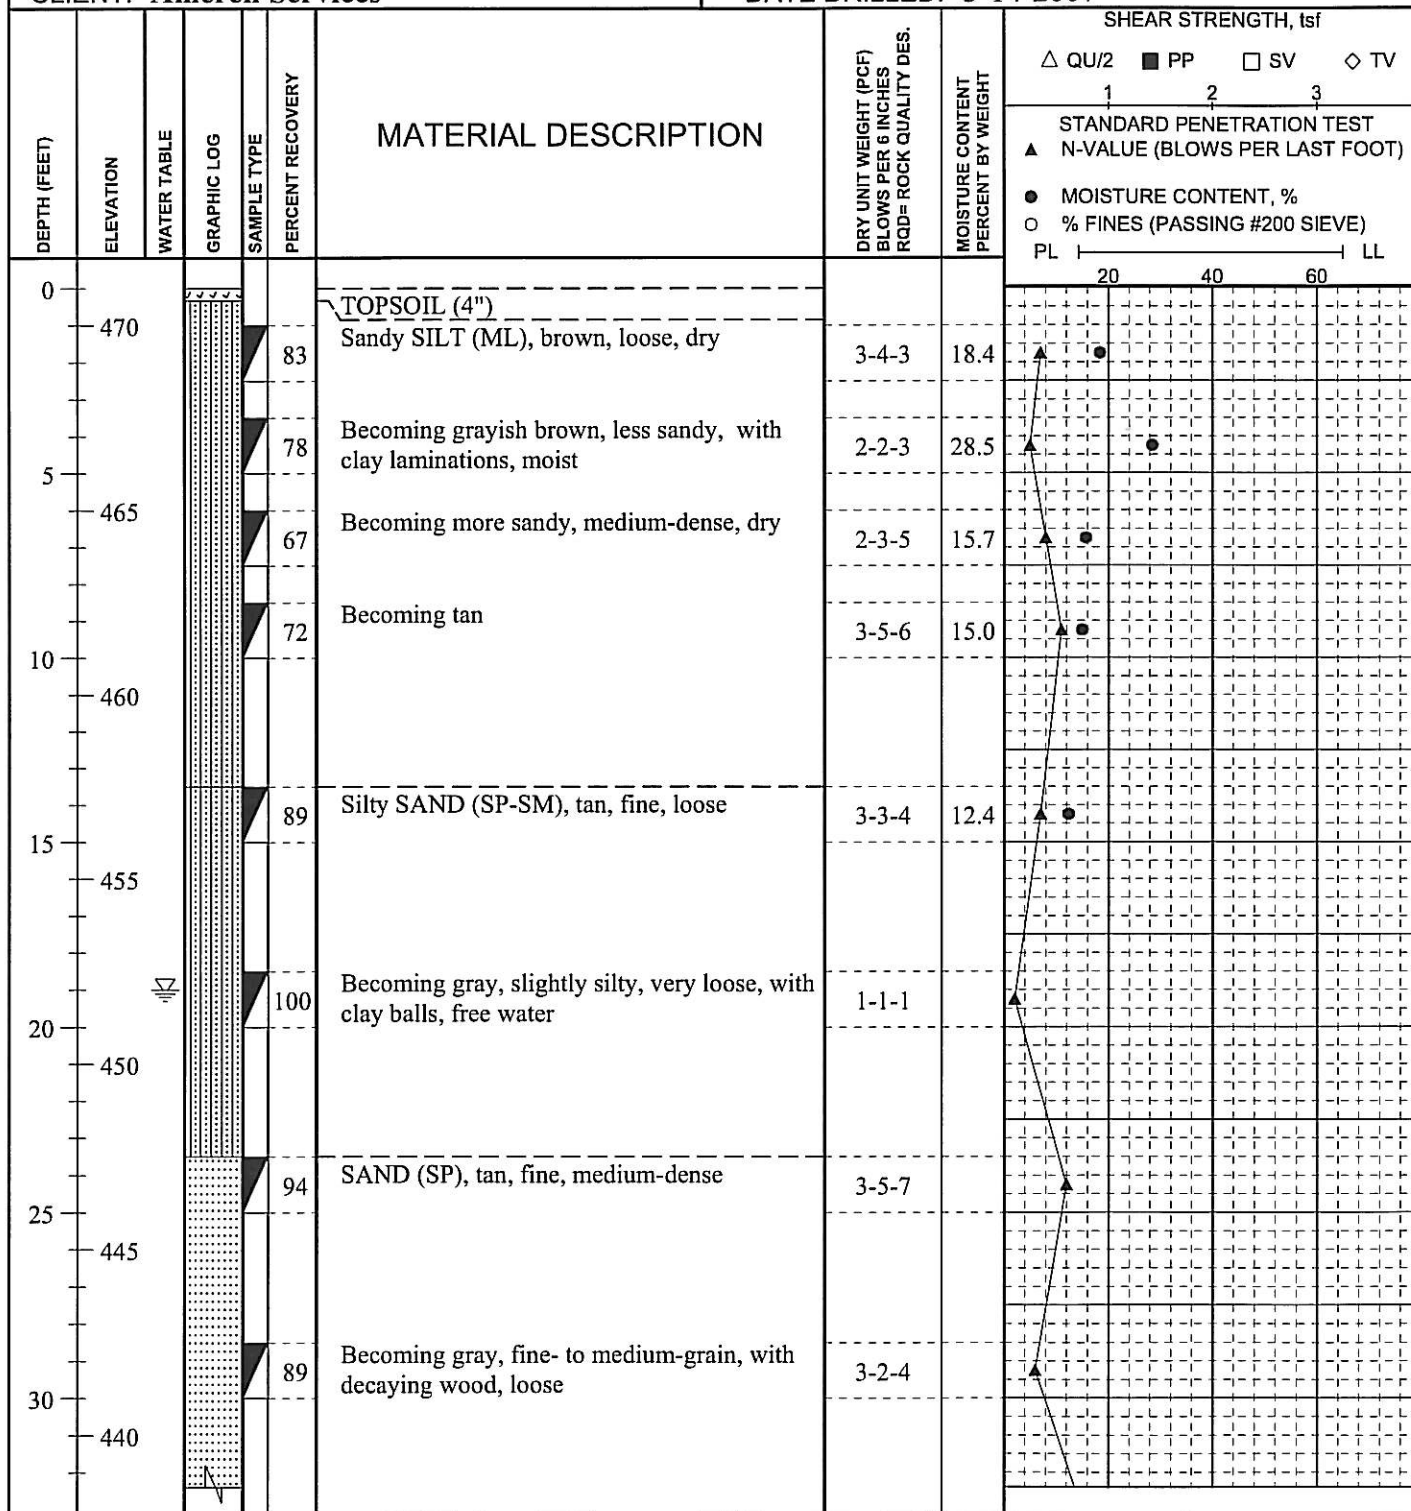 SHEAR STRENGTH, tsf
△ QU/2 ■ PP □ SV ◇ TV
1 2 3
STANDARD PENETRATION TEST
▲ N-VALUE (BLOWS PER LAST FOOT)
● MOISTURE CONTENT, %
○ % FINES (PASSING #200 SIEVE)
PL LL
20 40 60
DEPTH (FEET)
ELEVATION
WATER TABLE
GRAPHIC LOG
SAMPLE TYPE
PERCENT RECOVERY
MATERIAL DESCRIPTION
DRY UNIT WEIGHT (PCF)
BLOWS PER 6 INCHES
RQD= ROCK QUALITY DES.
MOISTURE CONTENT
PERCENT BY WEIGHT
0
TOPSOIL (4")
470
83 Sandy SILT (ML), brown, loose, dry 3-4-3 18.4
78 Becoming grayish brown, less sandy, with 2-2-3 28.5
clay laminations, moist
5
465
67 Becoming more sandy, medium-dense, dry 2-3-5 15.7
72 Becoming tan 3-5-6 15.0
10
460
89 Silty SAND (SP-SM), tan, fine, loose 3-3-4 12.4
15
455
100 Becoming gray, slightly silty, very loose, with 1-1-1
clay balls, free water
20
450
94 SAND (SP), tan, fine, medium-dense 3-5-7
25
445
89 Becoming gray, fine- to medium-grain, with 3-2-4
decaying wood, loose
30
440